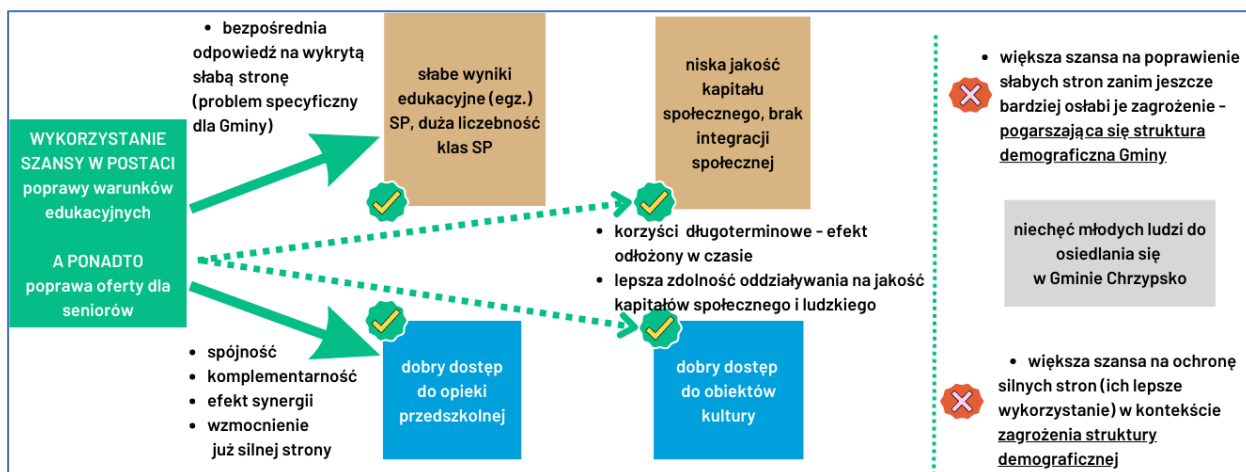 • bezpośrednia
odpowiedź na wykrytą
słabą stronę
(problem specyficzny
dla Gminy)
WYKORZYSTANIE
SZANSY W POSTACI
poprawy warunków
edukacyjnych
A PONADTO
poprawa oferty dla
seniorów
• spójność
• komplementarność
• efekt synergii
• wzmocnienie
już silnej strony
słabe wyniki
edukacyjne (egz.)
SP, duża liczebność
klas SP
niska jakość
kapitału
społecznego, brak
integracji
społecznej
• korzyści długoterminowe - efekt
odłożony w czasie
• lepsza zdolność oddziaływania na jakość
kapitałów społecznego i ludzkiego
dobry dostęp
do opieki
przedszkolnej
dobry dostęp
do obiektów
kultury
• większa szansa na poprawienie
słabych stron zanim jeszcze
bardziej osłabi je zagrożenie -
pogarszająca się struktura
demograficzna Gminy
niechęć młodych ludzi do
osiedlania się
w Gminie Chrzypsko
• większa szansa na ochronę
silnych stron (ich lepsze
wykorzystanie) w kontekście
zagrożenia struktury
demograficznej